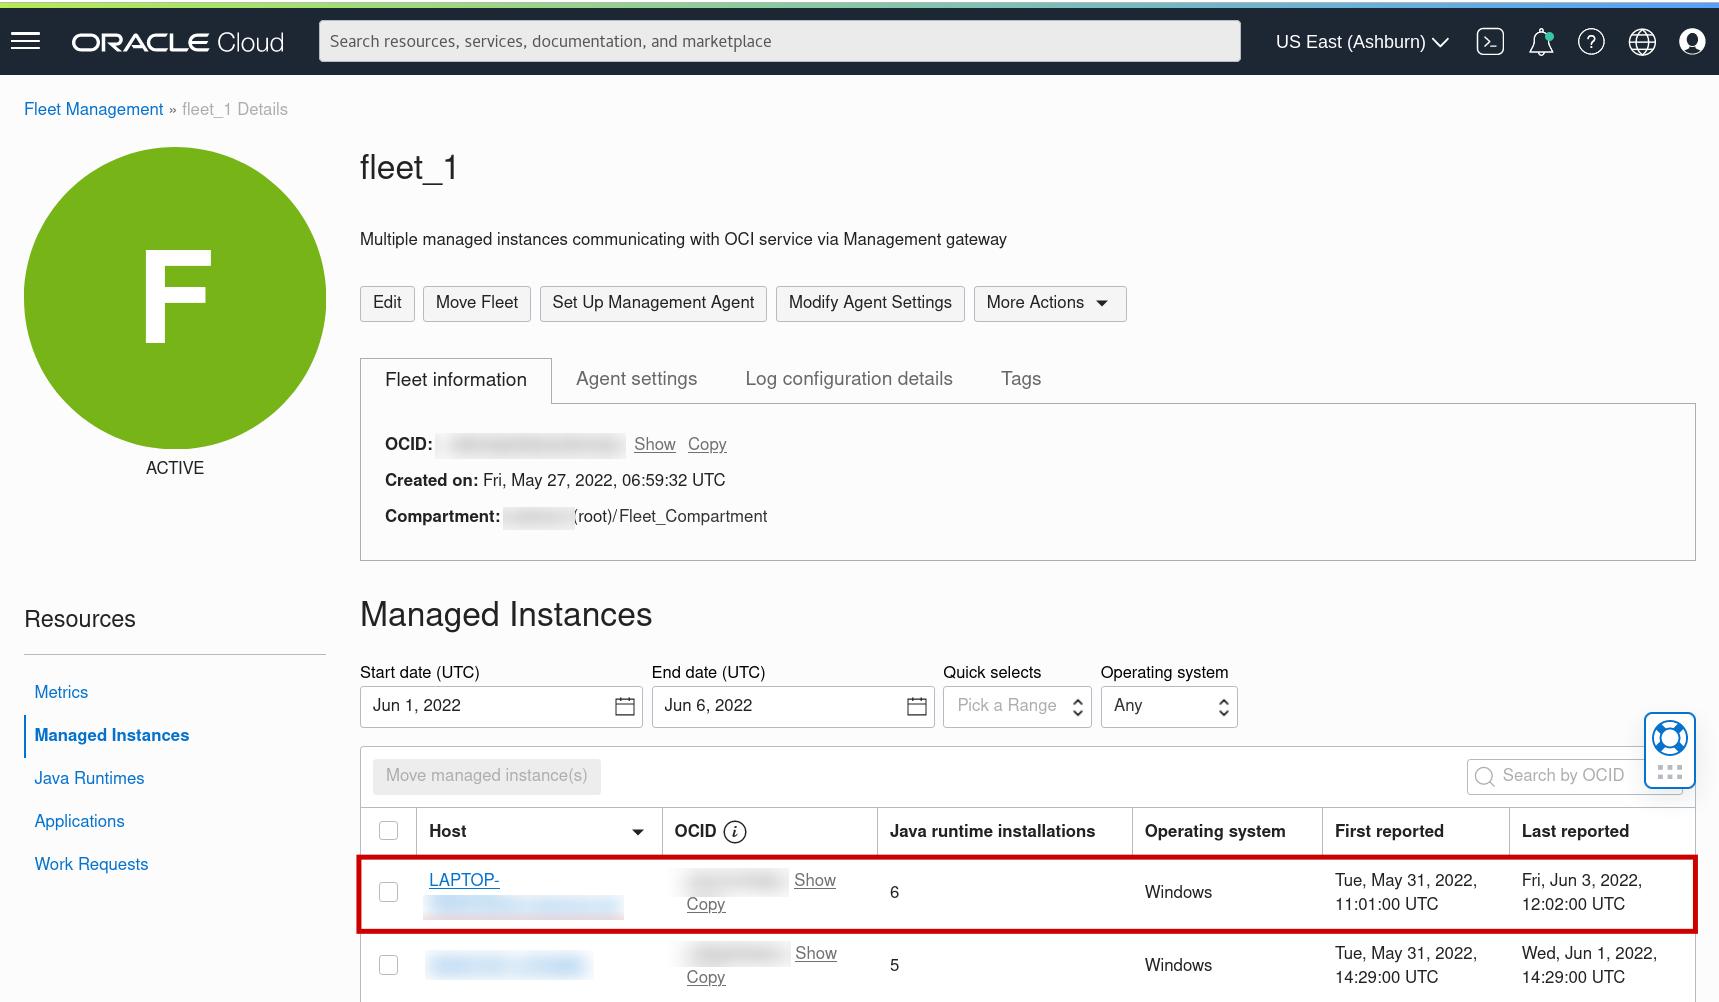 ORACLE Cloud
Search resources, services, documentation, and marketplace
US East (Ashburn)
Fleet Management » fleet_1 Details
F
ACTIVE
fleet_1
Multiple managed instances communicating with OCI service via Management gateway
Edit
Move Fleet
Set Up Management Agent
Modify Agent Settings
More Actions
Fleet information
Agent settings
Log configuration details
Tags
OCID: Show Copy
Created on: Fri, May 27, 2022, 06:59:32 UTC
Compartment: (root)/Fleet_Compartment
Resources
Metrics
Managed Instances
Java Runtimes
Applications
Work Requests
Managed Instances
Start date (UTC) End date (UTC) Quick selects Operating system
Jun 1, 2022 Jun 6, 2022 Pick a Range Any
Move managed instance(s) Search by OCID
Host OCID i Java runtime installations Operating system First reported Last reported
LAPTOP- Show 6 Windows Tue, May 31, 2022, Fri, Jun 3, 2022,
Copy 11:01:00 UTC 12:02:00 UTC
Show 5 Windows Tue, May 31, 2022, Wed, Jun 1, 2022,
Copy 14:29:00 UTC 14:29:00 UTC